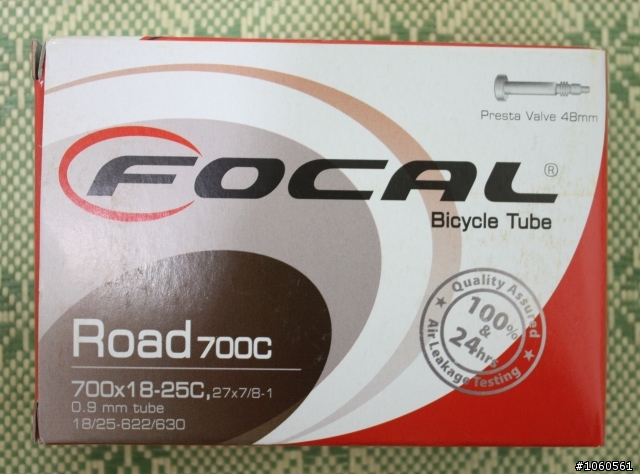 Presta Valve 48mm
FOCAL®
Bicycle Tube
Quality Assured
100%
&
24hrs
Air Leakage Testing
Road 700C
700x18-25C, 27x7/8-1
0.9 mm tube
18/25-622/630
#1060561